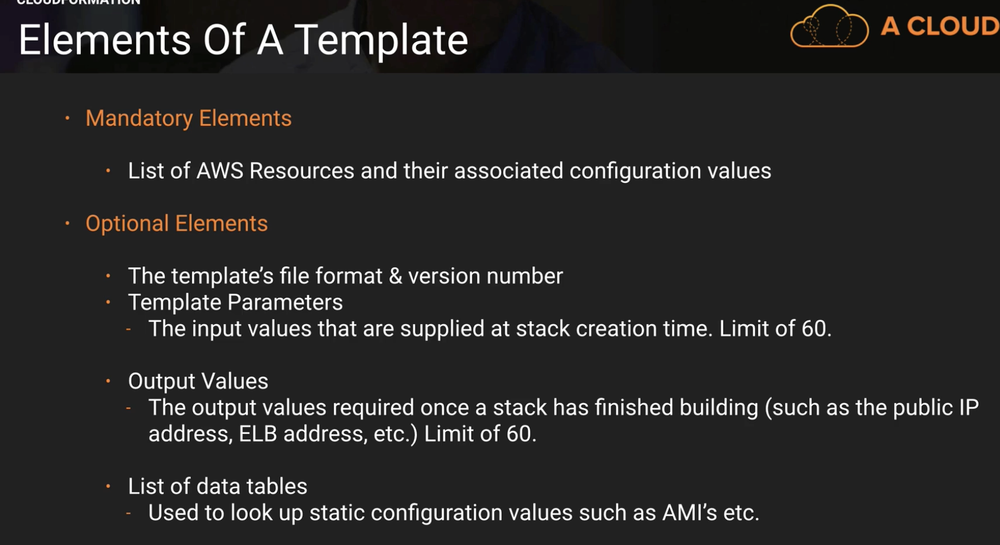 CLOUDFORMATION
Elements Of A Template
A CLOUD
• Mandatory Elements
• List of AWS Resources and their associated configuration values
• Optional Elements
• The template’s file format & version number
• Template Parameters
- The input values that are supplied at stack creation time. Limit of 60.
• Output Values
- The output values required once a stack has finished building (such as the public IP
address, ELB address, etc.) Limit of 60.
• List of data tables
- Used to look up static configuration values such as AMI’s etc.